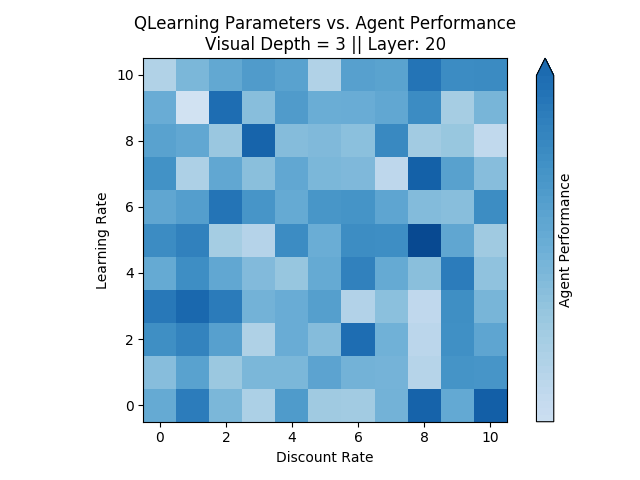 QLearning Parameters vs. Agent Performance
Visual Depth = 3 || Layer: 20
10
8
6
4
2
0
Learning Rate
0 2 4 6 8 10
Discount Rate
Agent Performance